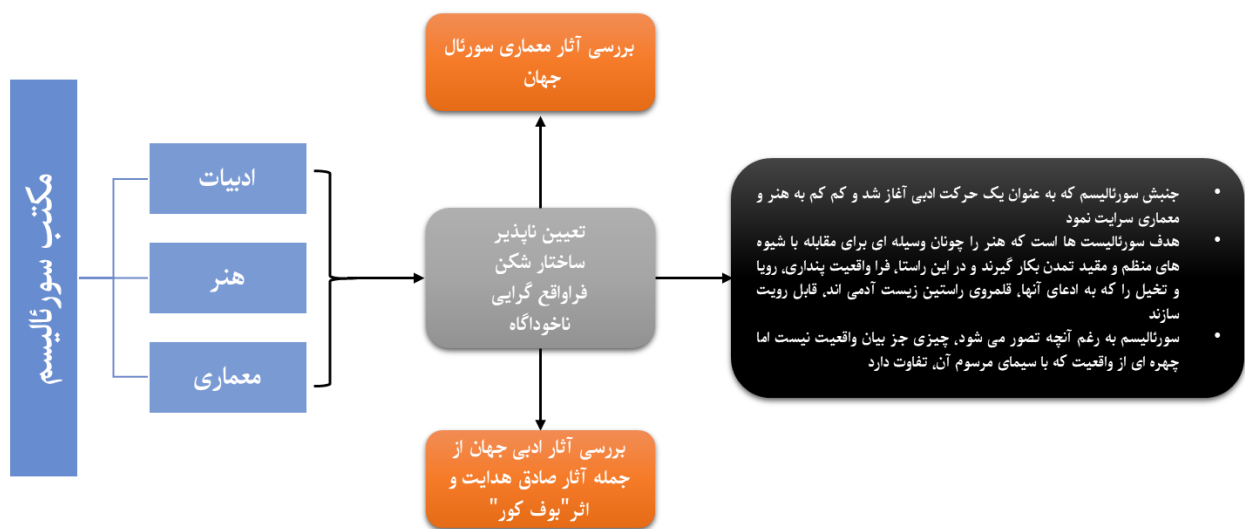 مکتب سورئالیسم
ادبیات
هنر
معماری
بررسی آثار معماری سورئال
جهان
تعیین ناپذیر
ساختار شکن
فراواقع گرایی
ناخوداگاه
بررسی آثار ادبی جهان از
جمله آثار صادق هدایت و
اثر"بوف کور"
• جنبش سورئالیسم که به عنوان یک حرکت ادبی آغاز شد و کم کم به هنر و
معماری سرایت نمود
• هدف سورئالیست ها است که هنر را چونان وسیله ای برای مقابله با شیوه
های منظم و مقید تمدن بکار گیرند و در این راستا، فرا واقعیت پنداری، رویا
و تخیل را که به ادعای آنها، قلمروی راستین زیست آدمی اند، قابل رویت
سازند
• سورئالیسم به رغم آنچه تصور می شود، چیزی جز بیان واقعیت نیست اما
چهره ای از واقعیت که با سیمای مرسوم آن، تفاوت دارد